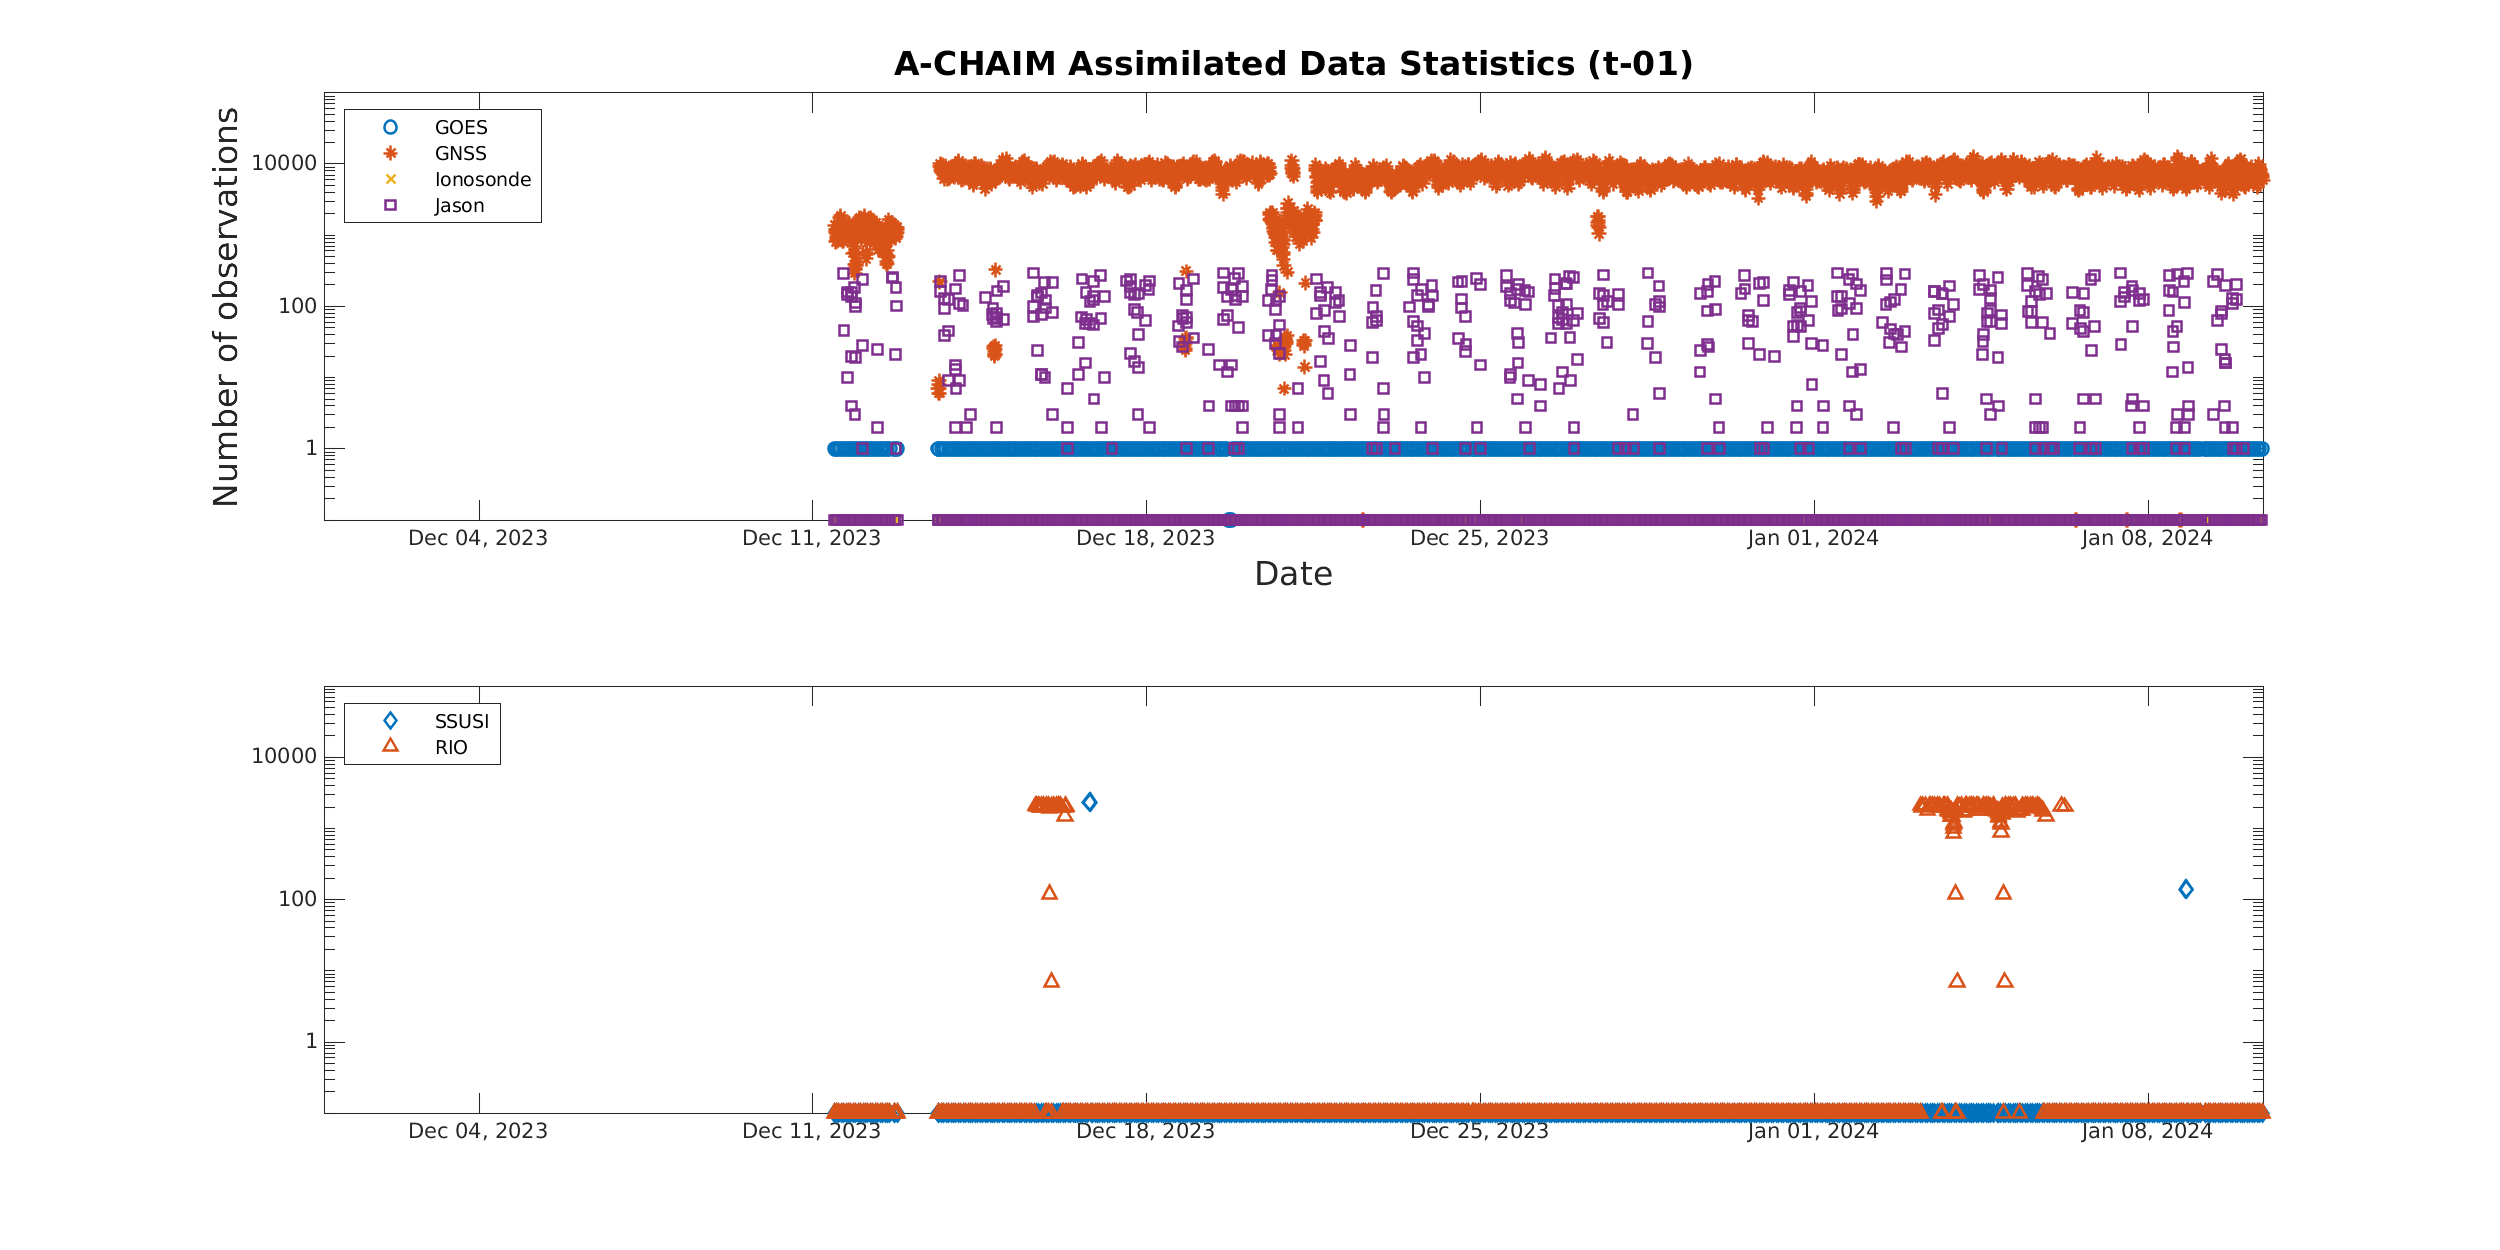 A-CHAIM Assimilated Data Statistics (t-01)
GOES
GNSS
Ionosonde
Jason
Number of observations
10000
100
1
Dec 04, 2023 Dec 11, 2023 Dec 18, 2023 Dec 25, 2023 Jan 01, 2024 Jan 08, 2024
Date
SSUSI
RIO
10000
100
1
Dec 04, 2023 Dec 11, 2023 Dec 18, 2023 Dec 25, 2023 Jan 01, 2024 Jan 08, 2024